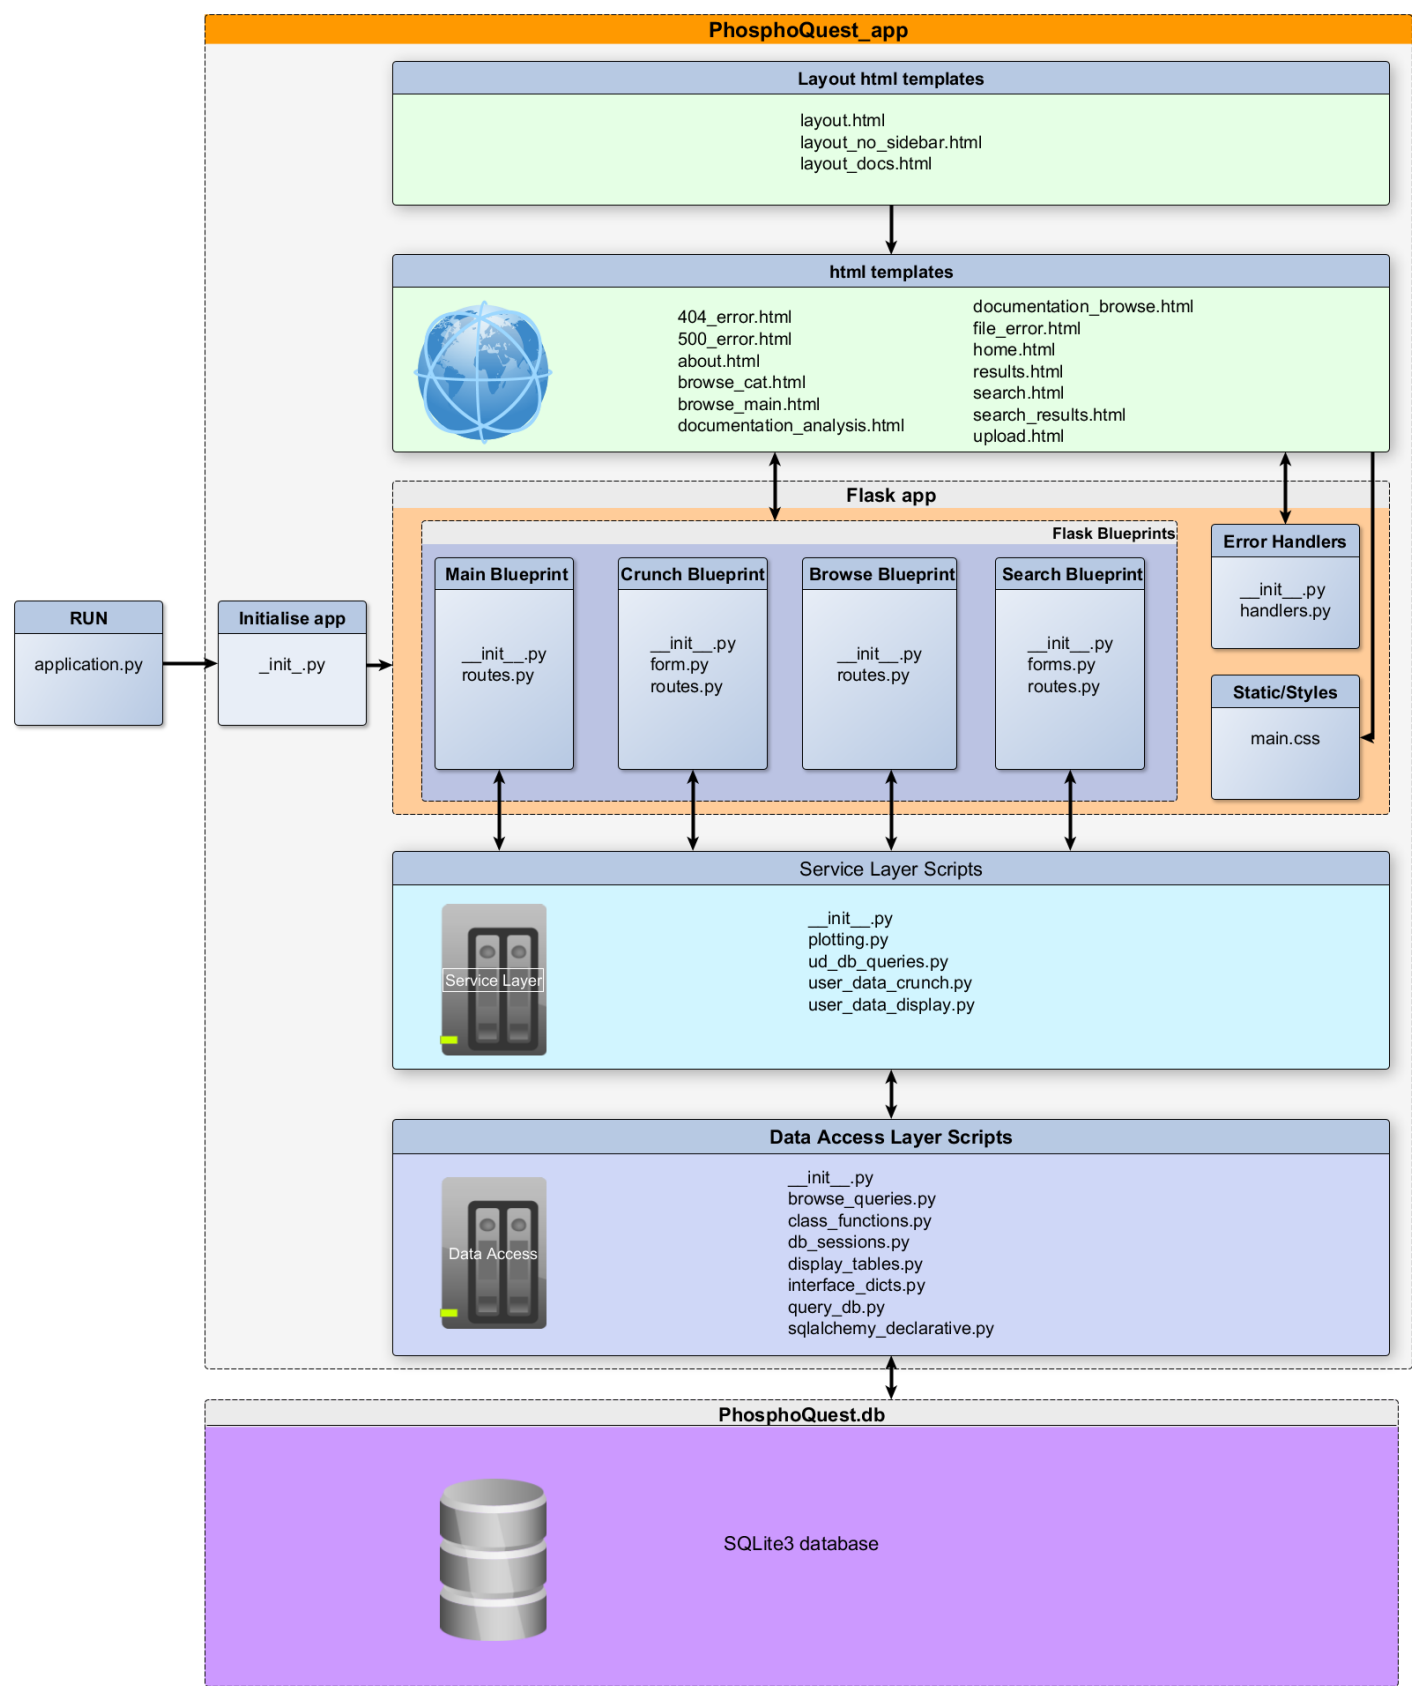 PhosphoQuest_app
Layout html templates
layout.html
layout_no_sidebar.html
layout_docs.html
html templates
404_error.html
500_error.html
about.html
browse_cat.html
browse_main.html
documentation_analysis.html
documentation_browse.html
file_error.html
home.html
results.html
search.html
search_results.html
upload.html
RUN
application.py
Initialise app
_init_.py
Flask app
Flask Blueprints
Main Blueprint
__init__.py
routes.py
Crunch Blueprint
__init__.py
form.py
routes.py
Browse Blueprint
__init__.py
routes.py
Search Blueprint
__init__.py
forms.py
routes.py
Error Handlers
__init__.py
handlers.py
Static/Styles
main.css
Service Layer Scripts
Service Layer
__init__.py
plotting.py
ud_db_queries.py
user_data_crunch.py
user_data_display.py
Data Access Layer Scripts
Data Access
__init__.py
browse_queries.py
class_functions.py
db_sessions.py
display_tables.py
interface_dicts.py
query_db.py
sqlalchemy_declarative.py
PhosphoQuest.db
SQLite3 database